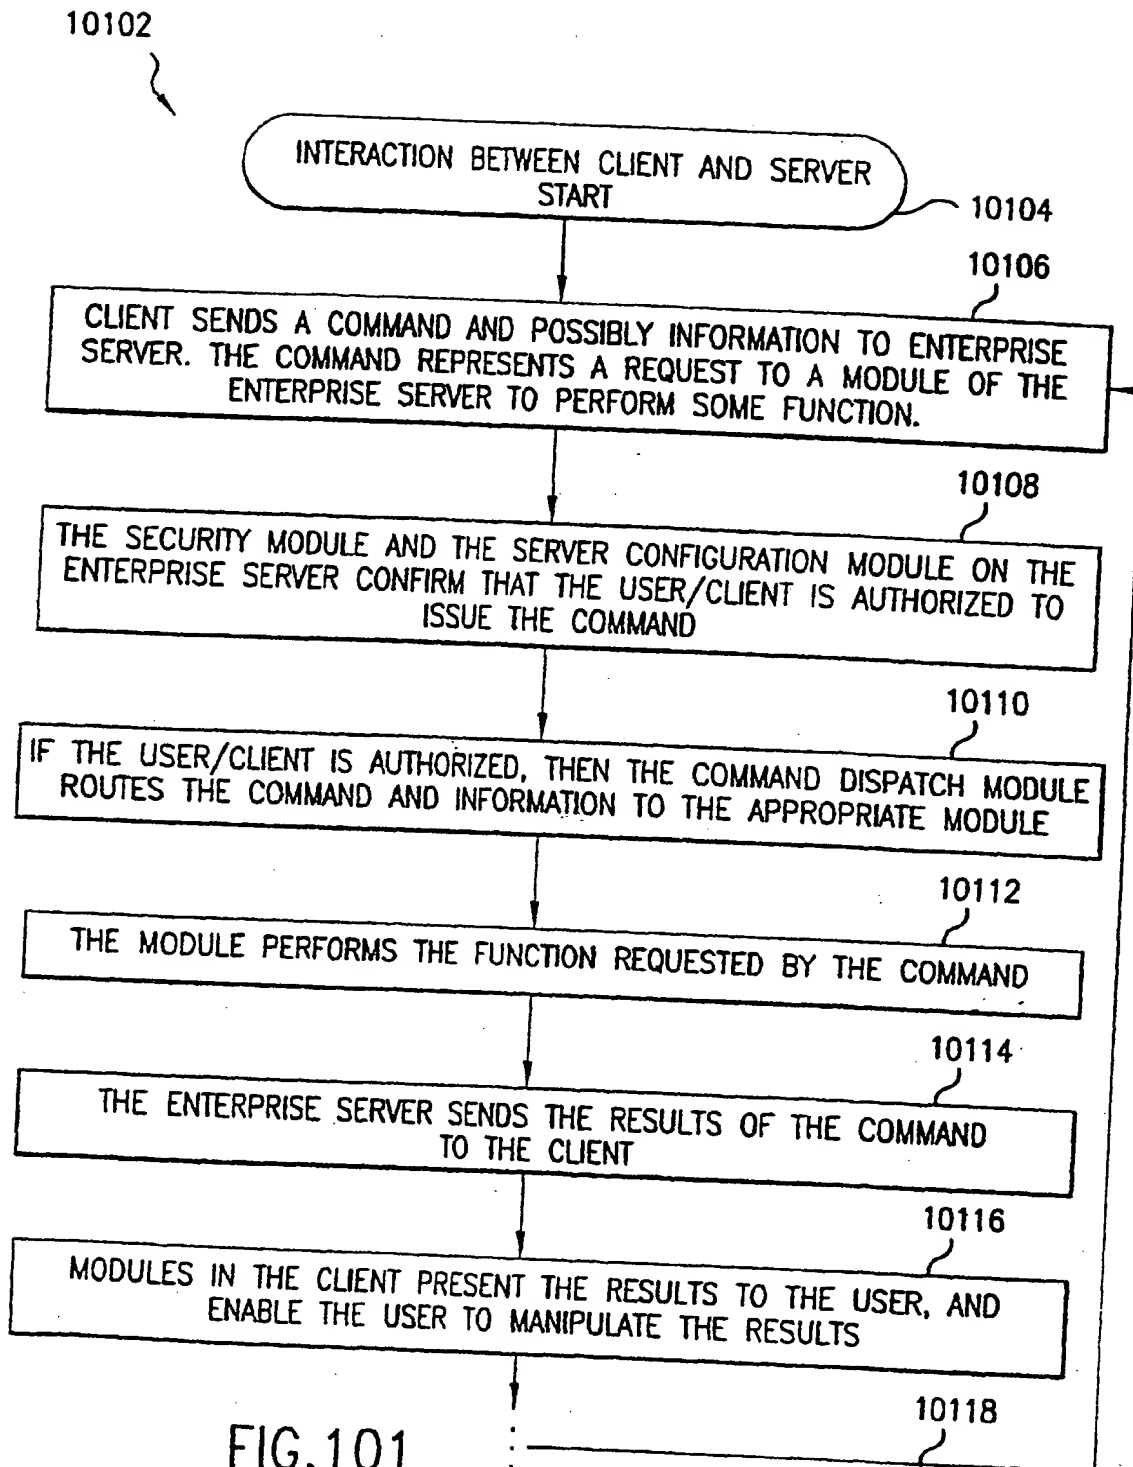 10102
INTERACTION BETWEEN CLIENT AND SERVER
START
10104
10106
CLIENT SENDS A COMMAND AND POSSIBLY INFORMATION TO ENTERPRISE
SERVER. THE COMMAND REPRESENTS A REQUEST TO A MODULE OF THE
ENTERPRISE SERVER TO PERFORM SOME FUNCTION.
10108
THE SECURITY MODULE AND THE SERVER CONFIGURATION MODULE ON THE
ENTERPRISE SERVER CONFIRM THAT THE USER/CLIENT IS AUTHORIZED TO
ISSUE THE COMMAND
10110
IF THE USER/CLIENT IS AUTHORIZED, THEN THE COMMAND DISPATCH MODULE
ROUTES THE COMMAND AND INFORMATION TO THE APPROPRIATE MODULE
10112
THE MODULE PERFORMS THE FUNCTION REQUESTED BY THE COMMAND
10114
THE ENTERPRISE SERVER SENDS THE RESULTS OF THE COMMAND
TO THE CLIENT
10116
MODULES IN THE CLIENT PRESENT THE RESULTS TO THE USER, AND
ENABLE THE USER TO MANIPULATE THE RESULTS
10118
FIG.101